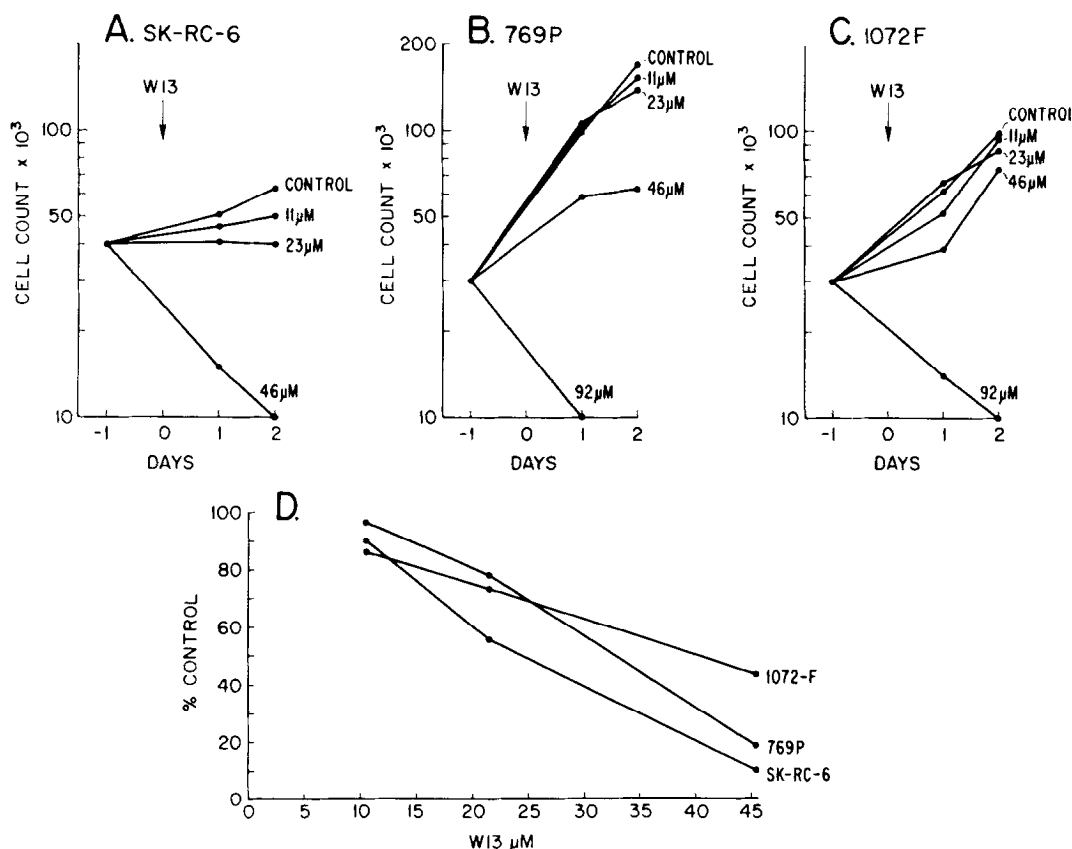 A. SK-RC-6
CELL COUNT x 10³
100
50
10
W13
CONTROL
11µM
23µM
46µM
-1 0 1 2
DAYS
B. 769P
CELL COUNT x 10³
200
100
50
10
W13
CONTROL
11µM
23µM
46µM
92µM
-1 0 1 2
DAYS
C. 1072F
CELL COUNT x 10³
100
50
10
W13
CONTROL
11µM
23µM
46µM
92µM
-1 0 1 2
DAYS
D.
% CONTROL
100
80
60
40
20
0
1072-F
769P
SK-RC-6
0 5 10 15 20 25 30 35 40 45
W13 µM